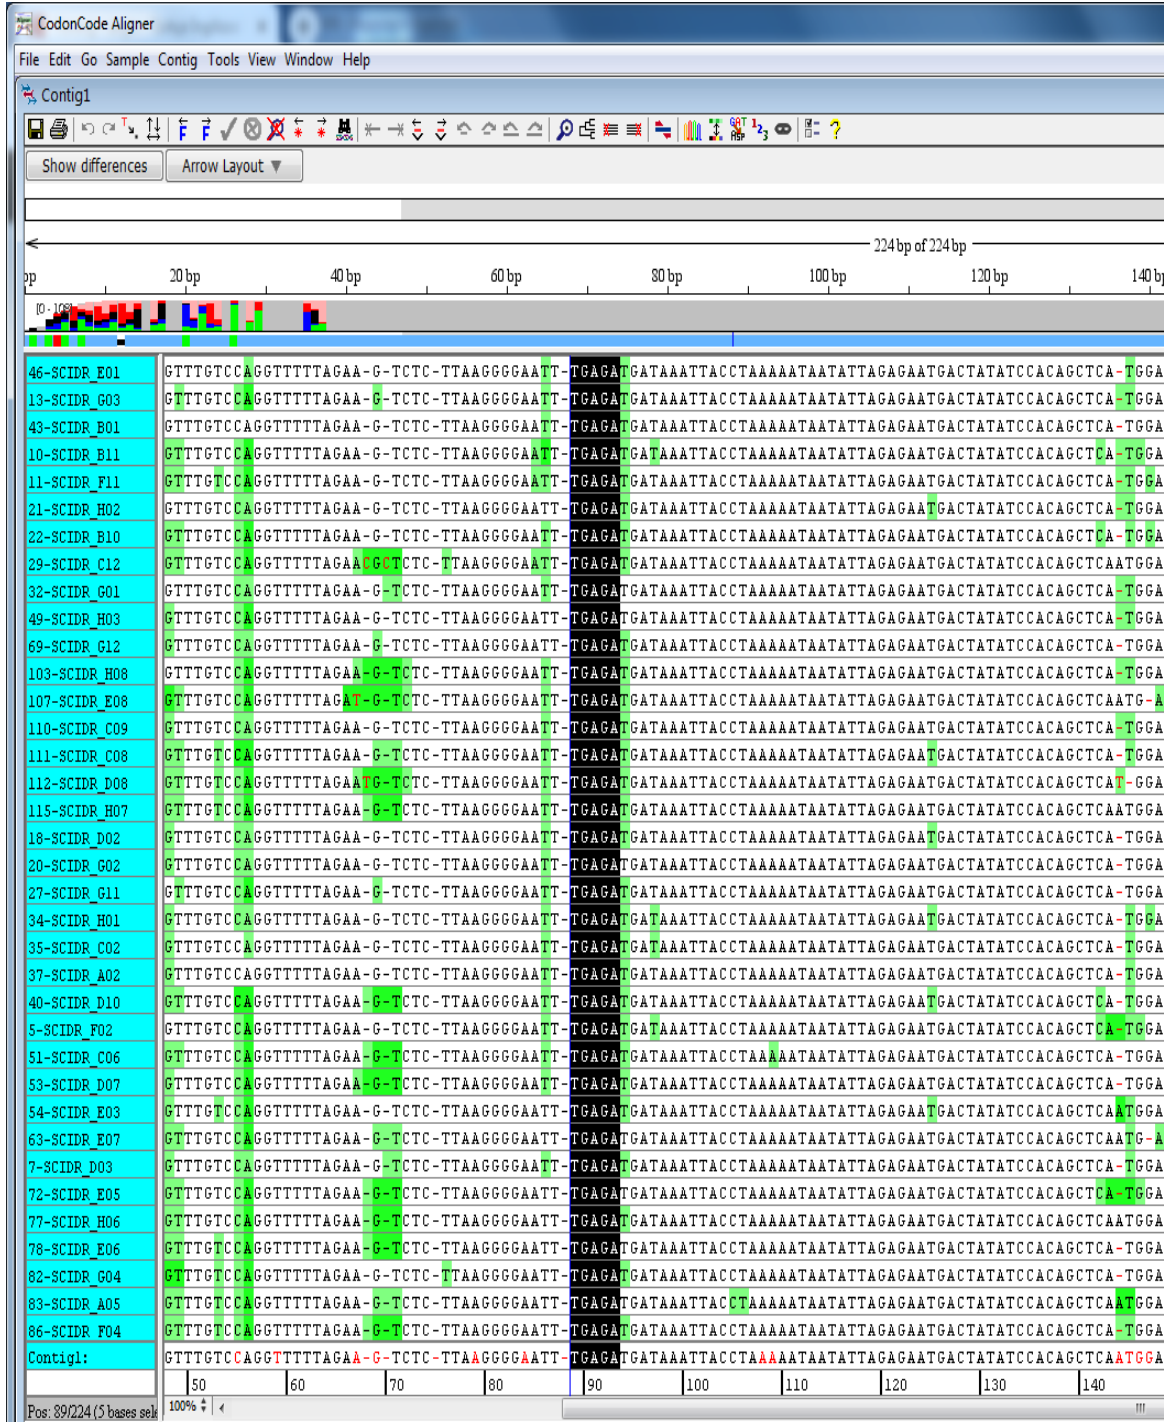 CodonCode Aligner
File Edit Go Sample Contig Tools View Window Help
Contig1
Show differences Arrow Layout ▼
224 bp of 224 bp
20 bp 40 bp 60 bp 80 bp 100 bp 120 bp
46-SCIDR_E01 GTTTGTCCAGGTTTTTAGAA-G-TCTC-TTAAGGGGAATT-TGAGATGATAAATTACCTAAAAATAATATTAGAGAATGACTATATCCACAGCTCA-TGGA
13-SCIDR_G03 GTTTGTCCAGGTTTTTAGAA-G-TCTC-TTAAGGGGAATT-TGAGATGATAAATTACCTAAAAATAATATTAGAGAATGACTATATCCACAGCTCA-TGGA
43-SCIDR_B01 GTTTGTCCAGGTTTTTAGAA-G-TCTC-TTAAGGGGAATT-TGAGATGATAAATTACCTAAAAATAATATTAGAGAATGACTATATCCACAGCTCA-TGGA
10-SCIDR_B11 GTTTGTCCAGGTTTTTAGAA-G-TCTC-TTAAGGGGAATT-TGAGATGATAAATTACCTAAAAATAATATTAGAGAATGACTATATCCACAGCTCA-TGGA
11-SCIDR_F11 GTTTGTCCAGGTTTTTAGAA-G-TCTC-TTAAGGGGAATT-TGAGATGATAAATTACCTAAAAATAATATTAGAGAATGACTATATCCACAGCTCA-TGGA
21-SCIDR_H02 GTTTGTCCAGGTTTTTAGAA-G-TCTC-TTAAGGGGAATT-TGAGATGATAAATTACCTAAAAATAATATTAGAGAATGACTATATCCACAGCTCA-TGGA
22-SCIDR_B10 GTTTGTCCAGGTTTTTAGAA-G-TCTC-TTAAGGGGAATT-TGAGATGATAAATTACCTAAAAATAATATTAGAGAATGACTATATCCACAGCTCA-TGGA
29-SCIDR_C12 GTTTGTCCAGGTTTTTAGAACGCTCTC-TTAAGGGGAATT-TGAGATGATAAATTACCTAAAAATAATATTAGAGAATGACTATATCCACAGCTCAATGGA
32-SCIDR_G01 GTTTGTCCAGGTTTTTAGAA-G-TCTC-TTAAGGGGAATT-TGAGATGATAAATTACCTAAAAATAATATTAGAGAATGACTATATCCACAGCTCA-TGGA
49-SCIDR_H03 GTTTGTCCAGGTTTTTAGAA-G-TCTC-TTAAGGGGAATT-TGAGATGATAAATTACCTAAAAATAATATTAGAGAATGACTATATCCACAGCTCA-TGGA
69-SCIDR_G12 GTTTGTCCAGGTTTTTAGAA-G-TCTC-TTAAGGGGAATT-TGAGATGATAAATTACCTAAAAATAATATTAGAGAATGACTATATCCACAGCTCA-TGGA
103-SCIDR_H08 GTTTGTCCAGGTTTTTAGAA-G-TCTC-TTAAGGGGAATT-TGAGATGATAAATTACCTAAAAATAATATTAGAGAATGACTATATCCACAGCTCA-TGGA
107-SCIDR_E08 GTTTGTCCAGGTTTTTAGAT-G-TCTC-TTAAGGGGAATT-TGAGATGATAAATTACCTAAAAATAATATTAGAGAATGACTATATCCACAGCTCAATG-A
110-SCIDR_C09 GTTTGTCCAGGTTTTTAGAA-G-TCTC-TTAAGGGGAATT-TGAGATGATAAATTACCTAAAAATAATATTAGAGAATGACTATATCCACAGCTCA-TGGA
111-SCIDR_C08 GTTTGTCCAGGTTTTTAGAA-G-TCTC-TTAAGGGGAATT-TGAGATGATAAATTACCTAAAAATAATATTAGAGAATGACTATATCCACAGCTCA-TGGA
112-SCIDR_D08 GTTTGTCCAGGTTTTTAGAATG-TCT-TTAAGGGGAATT-TGAGATGATAAATTACCTAAAAATAATATTAGAGAATGACTATATCCACAGCTCAT-GGA
115-SCIDR_H07 GTTTGTCCAGGTTTTTAGAA-G-TCTC-TTAAGGGGAATT-TGAGATGATAAATTACCTAAAAATAATATTAGAGAATGACTATATCCACAGCTCAATGGA
18-SCIDR_D02 GTTTGTCCAGGTTTTTAGAA-G-TCTC-TTAAGGGGAATT-TGAGATGATAAATTACCTAAAAATAATATTAGAGAATGACTATATCCACAGCTCA-TGGA
20-SCIDR_G02 GTTTGTCCAGGTTTTTAGAA-G-TCTC-TTAAGGGGAATT-TGAGATGATAAATTACCTAAAAATAATATTAGAGAATGACTATATCCACAGCTCA-TGGA
27-SCIDR_G11 GTTTGTCCAGGTTTTTAGAA-G-TCTC-TTAAGGGGAATT-TGAGATGATAAATTACCTAAAAATAATATTAGAGAATGACTATATCCACAGCTCA-TGGA
34-SCIDR_H01 GTTTGTCCAGGTTTTTAGAA-G-TCTC-TTAAGGGGAATT-TGAGATGATAAATTACCTAAAAATAATATTAGAGAATGACTATATCCACAGCTCA-TGGA
35-SCIDR_C02 GTTTGTCCAGGTTTTTAGAA-G-TCTC-TTAAGGGGAATT-TGAGATGATAAATTACCTAAAAATAATATTAGAGAATGACTATATCCACAGCTCA-TGGA
37-SCIDR_A02 GTTTGTCCAGGTTTTTAGAA-G-TCTC-TTAAGGGGAATT-TGAGATGATAAATTACCTAAAAATAATATTAGAGAATGACTATATCCACAGCTCA-TGGA
40-SCIDR_D10 GTTTGTCCAGGTTTTTAGAA-G-TCTC-TTAAGGGGAATT-TGAGATGATAAATTACCTAAAAATAATATTAGAGAATGACTATATCCACAGCTCA-TGGA
5-SCIDR_F02 GTTTGTCCAGGTTTTTAGAA-G-TCTC-TTAAGGGGAATT-TGAGATGATAAATTACCTAAAAATAATATTAGAGAATGACTATATCCACAGCTCA-TGGA
51-SCIDR_C06 GTTTGTCCAGGTTTTTAGAA-G-TCTC-TTAAGGGGAATT-TGAGATGATAAATTACCTAAAAATAATATTAGAGAATGACTATATCCACAGCTCA-TGGA
53-SCIDR_D07 GTTTGTCCAGGTTTTTAGAA-G-TCTC-TTAAGGGGAATT-TGAGATGATAAATTACCTAAAAATAATATTAGAGAATGACTATATCCACAGCTCA-TGGA
54-SCIDR_E03 GTTTGTCCAGGTTTTTAGAA-G-TCTC-TTAAGGGGAATT-TGAGATGATAAATTACCTAAAAATAATATTAGAGAATGACTATATCCACAGCTCAATGGA
63-SCIDR_E07 GTTTGTCCAGGTTTTTAGAA-G-TCTC-TTAAGGGGAATT-TGAGATGATAAATTACCTAAAAATAATATTAGAGAATGACTATATCCACAGCTCAATG-A
7-SCIDR_D03 GTTTGTCCAGGTTTTTAGAA-G-TCTC-TTAAGGGGAATT-TGAGATGATAAATTACCTAAAAATAATATTAGAGAATGACTATATCCACAGCTCA-TGGA
72-SCIDR_E05 GTTTGTCCAGGTTTTTAGAA-G-TCTC-TTAAGGGGAATT-TGAGATGATAAATTACCTAAAAATAATATTAGAGAATGACTATATCCACAGCTCA-TGGA
77-SCIDR_H06 GTTTGTCCAGGTTTTTAGAA-G-TCTC-TTAAGGGGAATT-TGAGATGATAAATTACCTAAAAATAATATTAGAGAATGACTATATCCACAGCTCAATGGA
78-SCIDR_E06 GTTTGTCCAGGTTTTTAGAA-G-TCTC-TTAAGGGGAATT-TGAGATGATAAATTACCTAAAAATAATATTAGAGAATGACTATATCCACAGCTCA-TGGA
82-SCIDR_G04 GTTTGTCCAGGTTTTTAGAA-G-TCTC-TTAAGGGGAATT-TGAGATGATAAATTACCTAAAAATAATATTAGAGAATGACTATATCCACAGCTCA-TGGA
83-SCIDR_A05 GTTTGTCCAGGTTTTTAGAA-G-TCTC-TTAAGGGGAATT-TGAGATGATAAATTACCTAAAAATAATATTAGAGAATGACTATATCCACAGCTCAATGGA
86-SCIDR_F04 GTTTGTCCAGGTTTTTAGAA-G-TCTC-TTAAGGGGAATT-TGAGATGATAAATTACCTAAAAATAATATTAGAGAATGACTATATCCACAGCTCA-TGGA
Contig1: GTTTGTCCAGGTTTTTAGAA-G-TCTC-TTAAGGGGAATT-TGAGATGATAAATTACCTAAAAATAATATTAGAGAATGACTATATCCACAGCTCAATGGA
50 60 70 80 90 100 110 120 130 140
Pos: 89/224 (5 bases 100%